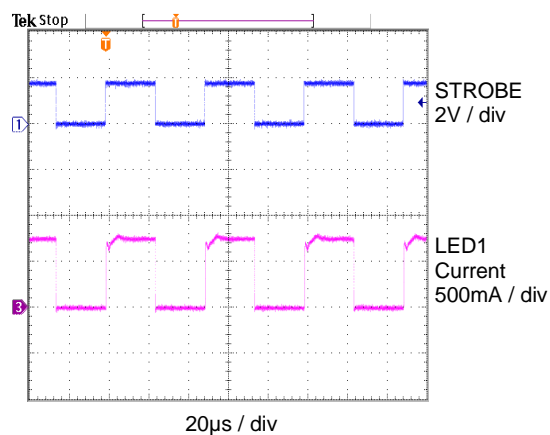 Tek Stop
T
T
1
STROBE
2V / div
3
LED1
Current
500mA / div
20µs / div